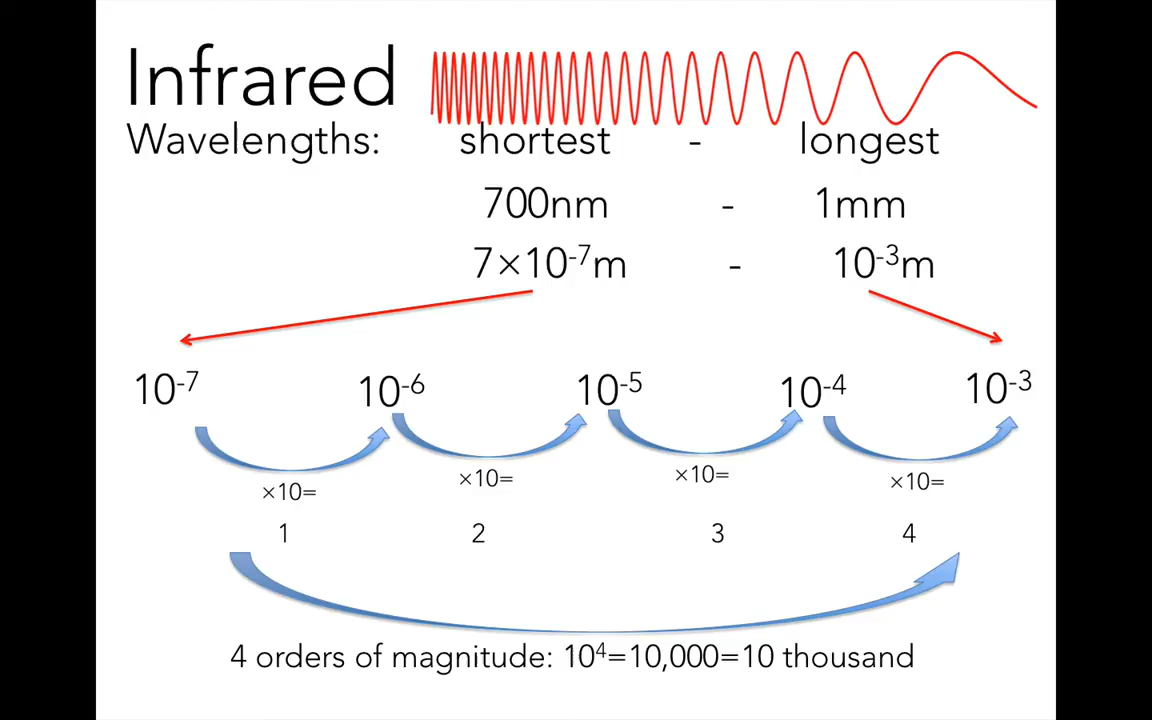 Infrared
Wavelengths: shortest - longest
700nm - 1mm
7×10⁻⁷m - 10⁻³m
10⁻⁷ 10⁻⁶ 10⁻⁵ 10⁻⁴ 10⁻³
×10= ×10= ×10= ×10=
1 2 3 4
4 orders of magnitude: 10⁴=10,000=10 thousand